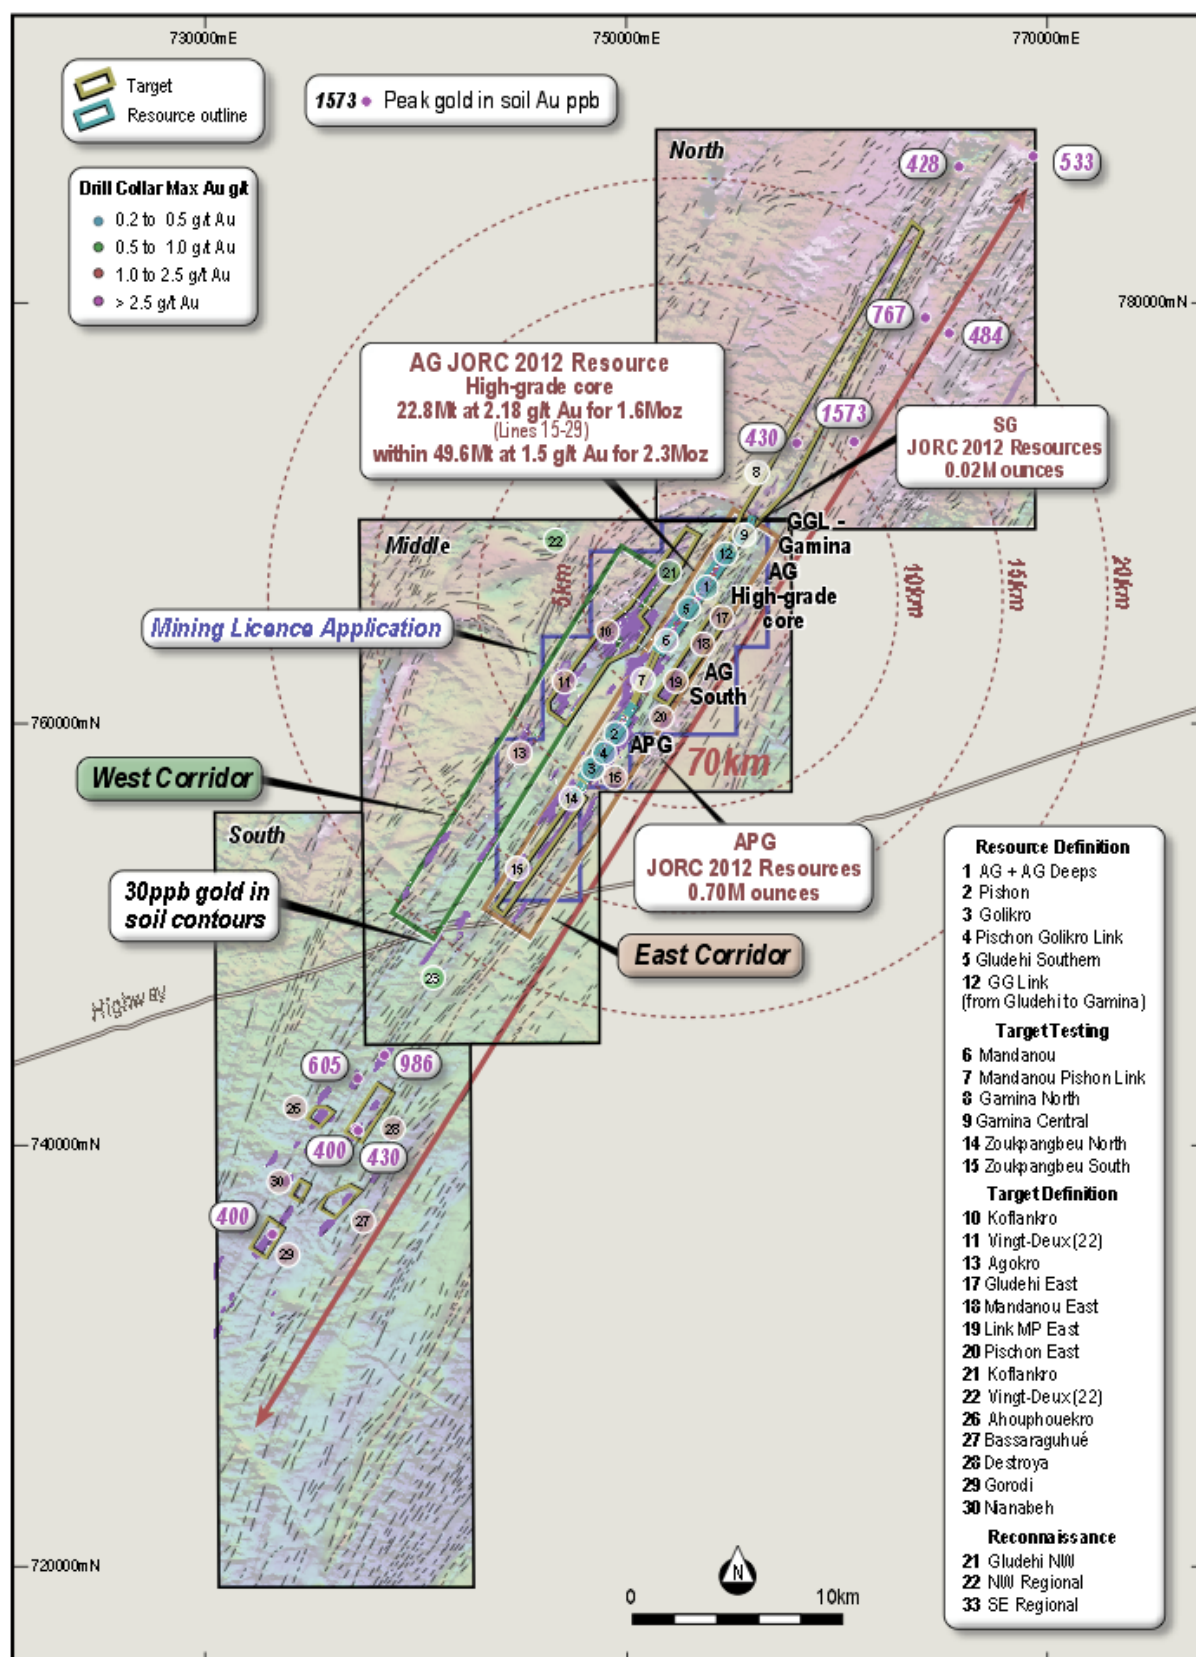 730000mE
750000mE
770000mE
Target
Resource outline
1573 Peak gold in soil Au ppb
Drill Collar Max Au g/t
0.2 to 0.5 g/t Au
0.5 to 1.0 g/t Au
1.0 to 2.5 g/t Au
> 2.5 g/t Au
North
428
533
780000mN
767
484
AG JORC 2012 Resource
High-grade core
22.8Mt at 2.18 g/t Au for 1.6Moz
(Lines 15-29)
within 49.6Mt at 1.5 g/t Au for 2.3Moz
1573
430
SG
JORC 2012 Resources
0.02M ounces
8
Middle
22
9
GGL -
Gamina
12
21
AG
High-grade
core
1
5
17
5km
10km
15km
20km
Mining Licence Application
10
6
18
11
7
19
AG
South
20
760000mN
2
APG
13
4
3
16
70km
14
West Corridor
South
APG
JORC 2012 Resources
0.70M ounces
15
30ppb gold in
soil contours
East Corridor
23
Highway
605
986
26
28
400
430
740000mN
30
400
27
29
720000mN
N
0
10km
Resource Definition
1 AG + AG Deeps
2 Pishon
3 Golikro
4 Pischon Golikro Link
5 Gludehi Southern
12 GG Link
(from Gludehi to Gamina)
Target Testing
6 Mandanou
7 Mandanou Pishon Link
8 Gamina North
9 Gamina Central
14 Zoukpangbeu North
15 Zoukpangbeu South
Target Definition
10 Koflankro
11 Vingt-Deux(22)
13 Agokro
17 Gludehi East
18 Mandanou East
19 Link MP East
20 Pischon East
21 Koflankro
22 Vingt-Deux(22)
26 Ahouphouekro
27 Bassaraguhué
28 Destroya
29 Gorodi
30 Nianabeh
Reconnaissance
21 Gludehi NW
22 NW Regional
33 SE Regional